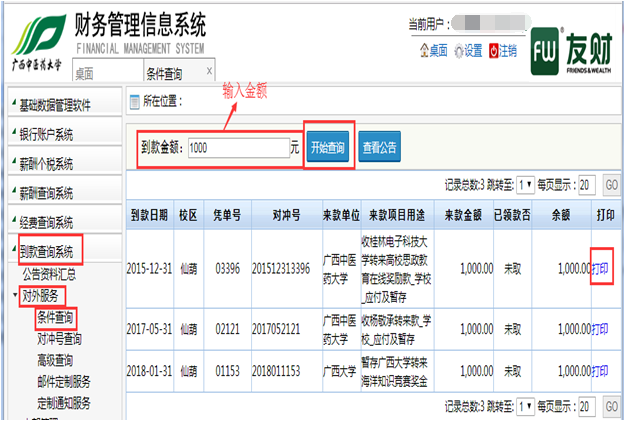 财务管理信息系统
FINANCIAL MANAGEMENT SYSTEM
广西中医药大学
当前用户：
桌面 设置 注销
FW 友财
FRIENDS&WEALTH
桌面 条件查询 x
基础数据管理软件
银行账户系统
薪酬个税系统
薪酬查询系统
经费查询系统
到款查询系统
公告资料汇总
对外服务
条件查询
对冲号查询
高级查询
邮件定制服务
定制通知服务
所在位置：
输入金额
到款金额： 1000 元 开始查询 查看公告
记录总数:3 跳转至: 1 每页显示: 20 GO
到款日期 校区 凭单号 对冲号 来款单位 来款项目用途 来款金额 已领款否 余额 打印
2015-12-31 仙葫 03396 201512313396 广西中医药大学 收桂林电子科技大学转来高校思政教育在线奖励款_学校_应付及暂存 1,000.00 未取 1,000.00 打印
2017-05-31 仙葫 02121 2017052121 广西中医药大学 收杨敏承转来款_学校_应付及暂存 1,000.00 未取 1,000.00 打印
2018-01-31 仙葫 01153 2018011153 广西大学 暂存广西大学转来海洋知识竞赛奖金 1,000.00 未取 1,000.00 打印
记录总数:3 跳转至: 1 每页显示: 20 GO